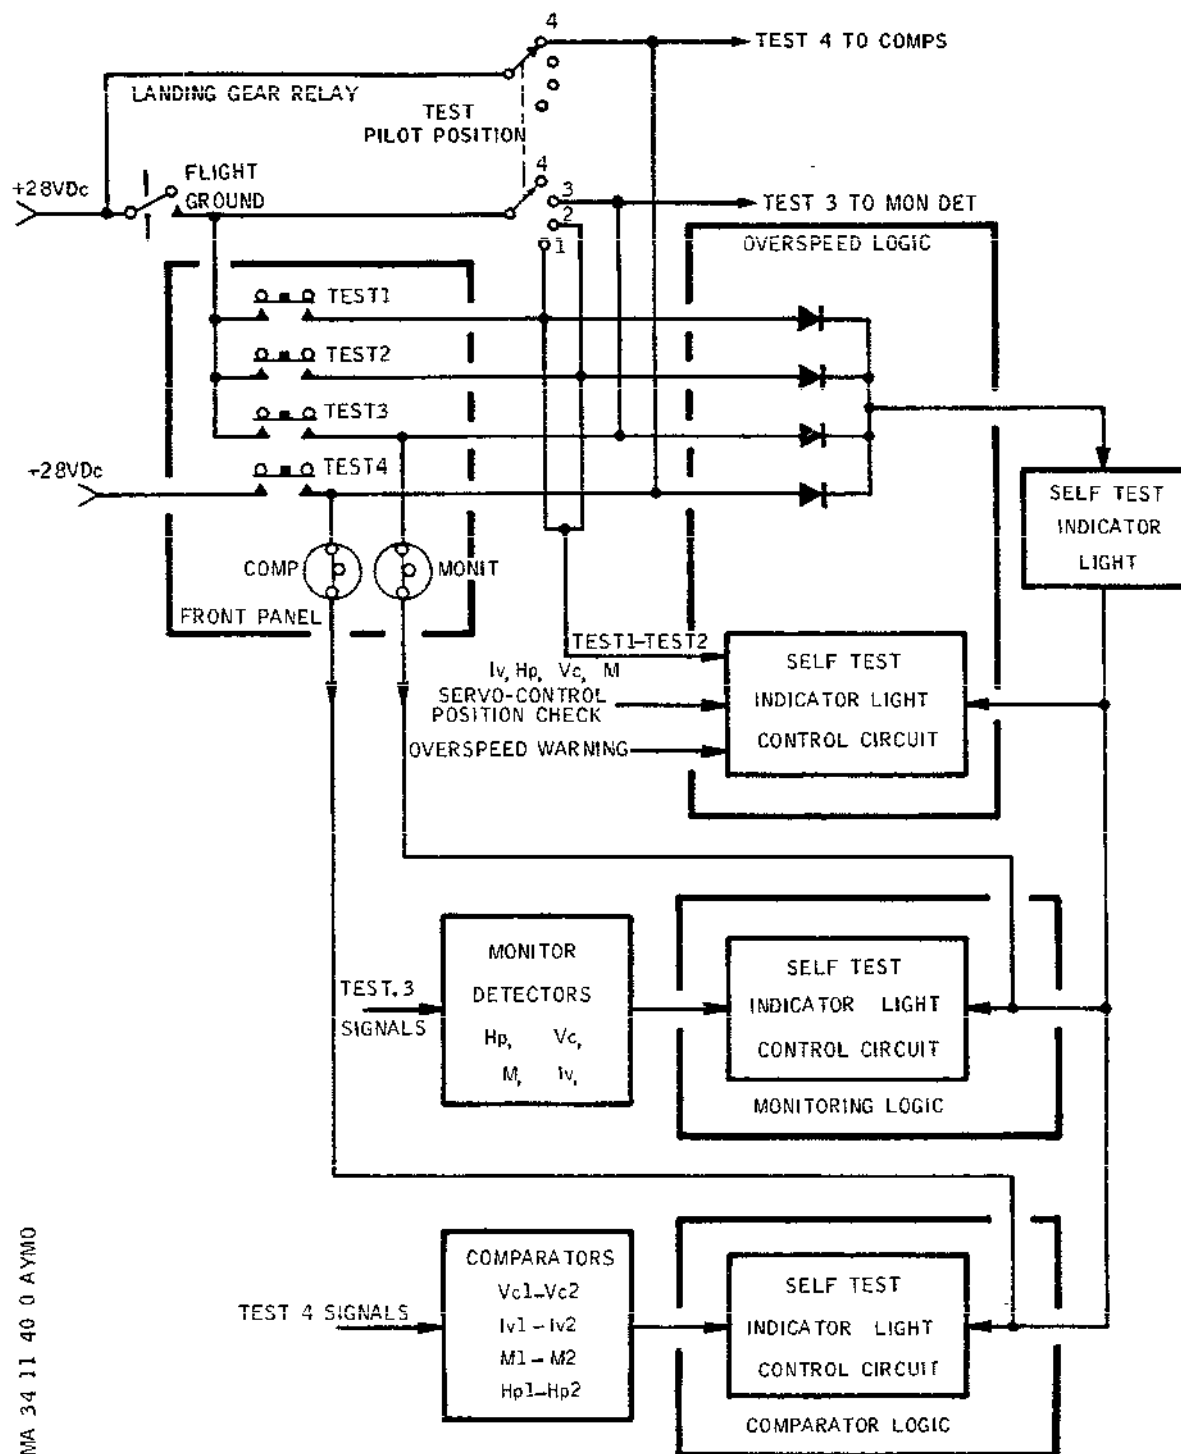 4
TEST 4 TO COMPS
LANDING GEAR RELAY
TEST
PILOT POSITION
4
3
2
1
+28VDc
FLIGHT
GROUND
TEST 3 TO MON DET
OVERSPEED LOGIC
TEST1
TEST2
TEST3
TEST4
+28VDc
COMP
MONIT
FRONT PANEL
SELF TEST
INDICATOR
LIGHT
TEST1-TEST2
Iv, Hp, Vc, M
SERVO-CONTROL
POSITION CHECK
OVERSPEED WARNING
SELF TEST
INDICATOR LIGHT
CONTROL CIRCUIT
TEST.3
SIGNALS
MONITOR
DETECTORS
Hp, Vc,
M, Iv,
SELF TEST
INDICATOR LIGHT
CONTROL CIRCUIT
MONITORING LOGIC
TEST 4 SIGNALS
COMPARATORS
Vc1-Vc2
Iv1-Iv2
M1-M2
Hp1-Hp2
SELF TEST
INDICATOR LIGHT
CONTROL CIRCUIT
COMPARATOR LOGIC
MA 34 11 40 0 AYMO